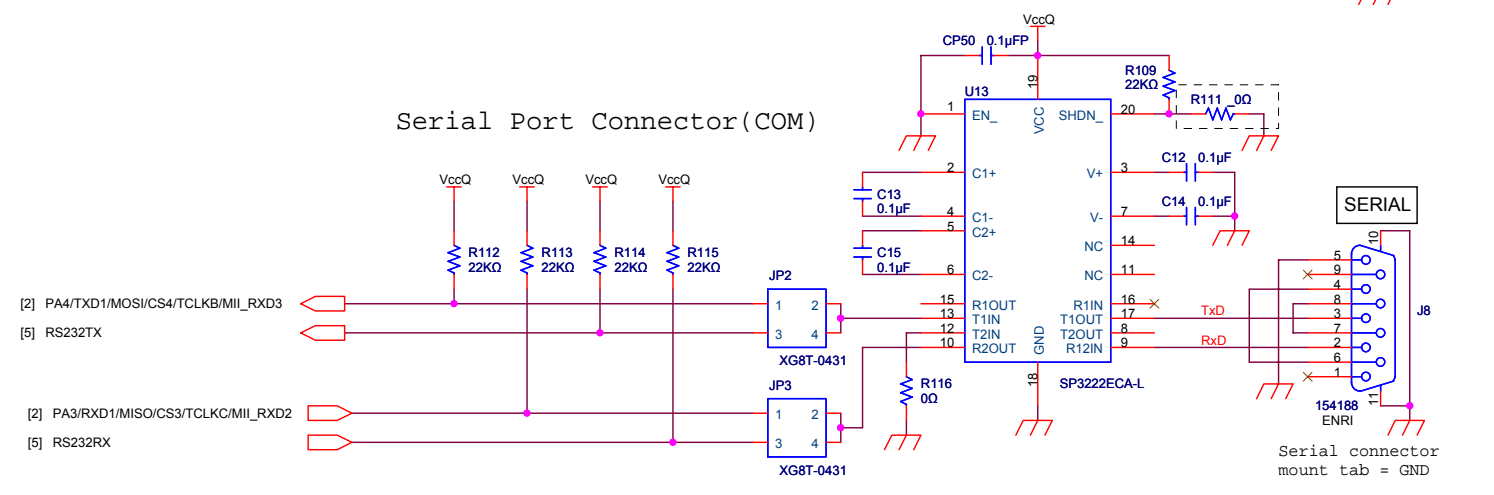 VccQ
CP50 0.1µFP
R109
22KΩ
R111 _0Ω
U13
19
1 EN_ VCC SHDN_ 20
Serial Port Connector(COM)
2 C1+ V+ 3 C12 0.1µF
VccQ VccQ VccQ VccQ
C13
0.1µF
4 C1- V- 7 C14 0.1µF
5 C2+
SERIAL
NC 14
R112 R113 R114 R115
22KΩ 22KΩ 22KΩ 22KΩ
C15
0.1µF
6 C2- NC 11
10
5
9
4
8
3
7
2
6
1
11
J8
JP2
[2] PA4/TXD1/MOSI/CS4/TCLKB/MII_RXD3
1 2
[5] RS232TX
3 4
XG8T-0431
15 R1OUT R1IN 16
13 T1IN T1OUT 17 TxD
12 T2IN T2OUT 8
10 R2OUT GND R12IN 9 RxD
18
SP3222ECA-L
R116
0Ω
JP3
[2] PA3/RXD1/MISO/CS3/TCLKC/MII_RXD2
1 2
[5] RS232RX
3 4
XG8T-0431
154188
ENRI
Serial connector
mount tab = GND